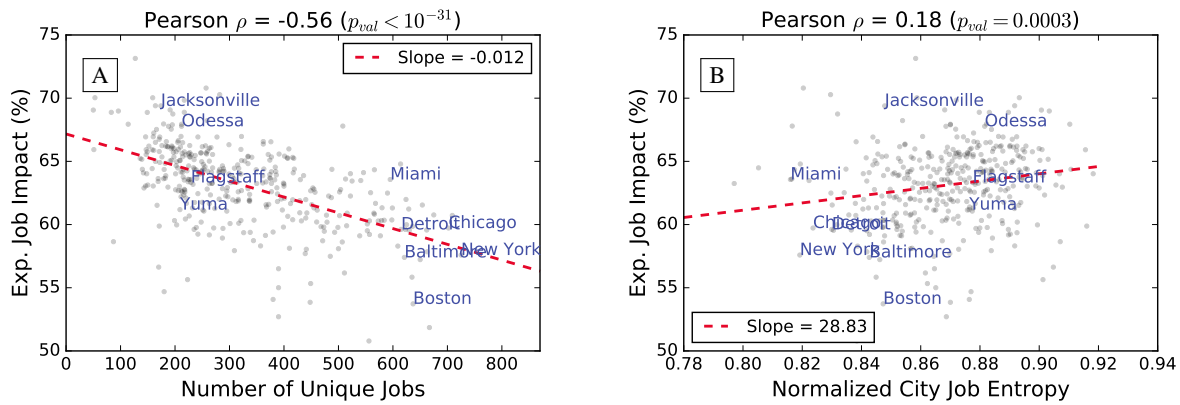 Pearson ρ = -0.56 (p_val < 10^-31)
75
70
65
60
55
50
Exp. Job Impact (%)
A
Slope = -0.012
Jacksonville
Odessa
Flagstaff
Miami
Yuma
Detroit
Chicago
Baltimore
New York
Boston
0 100 200 300 400 500 600 700 800
Number of Unique Jobs
Pearson ρ = 0.18 (p_val = 0.0003)
75
70
65
60
55
50
Exp. Job Impact (%)
B
Jacksonville
Odessa
Miami
Flagstaff
Yuma
Chicago
Detroit
New York
Baltimore
Boston
Slope = 28.83
0.78 0.80 0.82 0.84 0.86 0.88 0.90 0.92 0.94
Normalized City Job Entropy